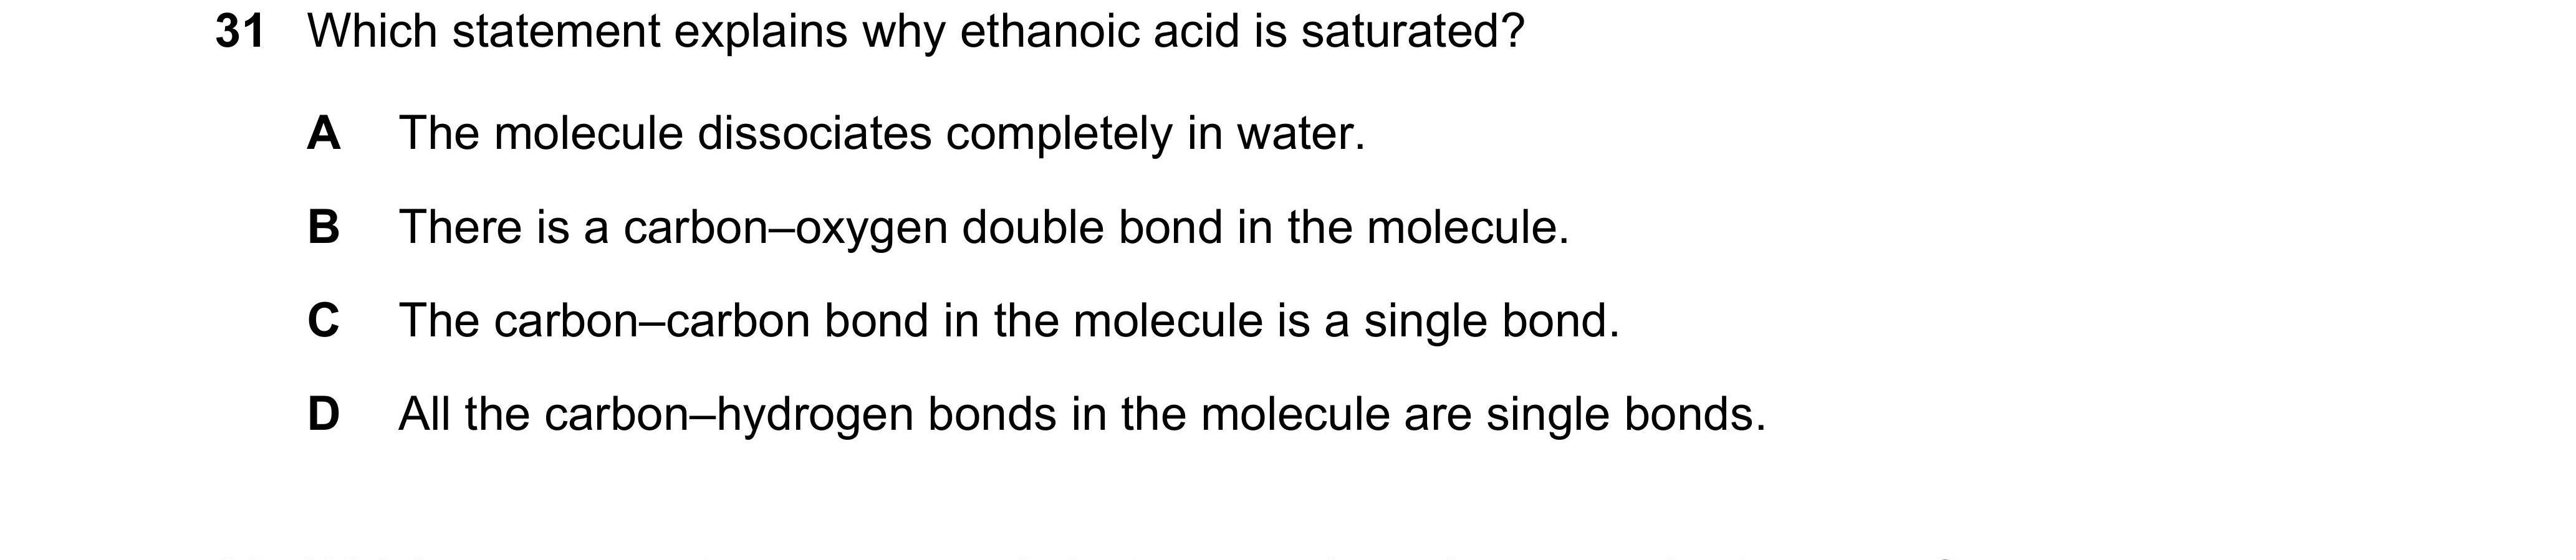 31 Which statement explains why ethanoic acid is saturated?
A The molecule dissociates completely in water.
B There is a carbon–oxygen double bond in the molecule.
C The carbon–carbon bond in the molecule is a single bond.
D All the carbon–hydrogen bonds in the molecule are single bonds.